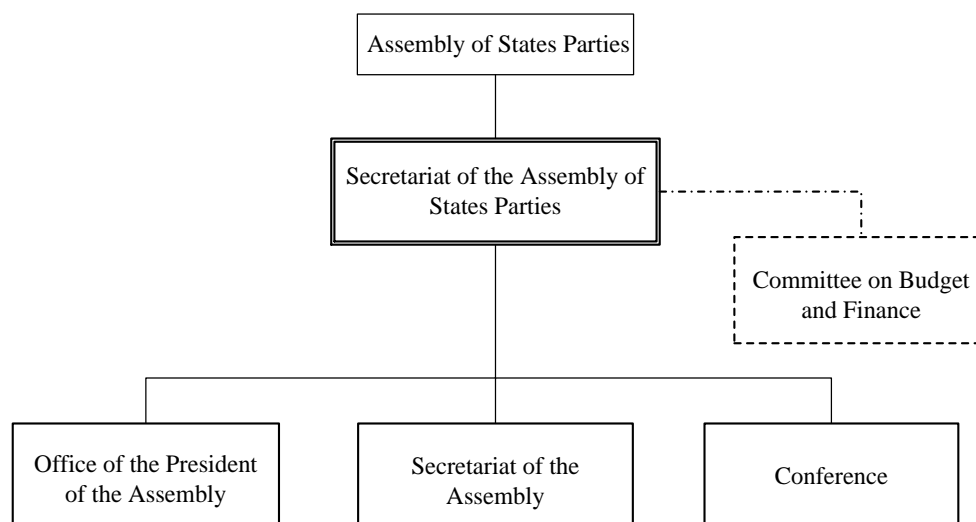 Assembly of States Parties
Secretariat of the Assembly of
States Parties
Committee on Budget
and Finance
Office of the President
of the Assembly
Secretariat of the
Assembly
Conference